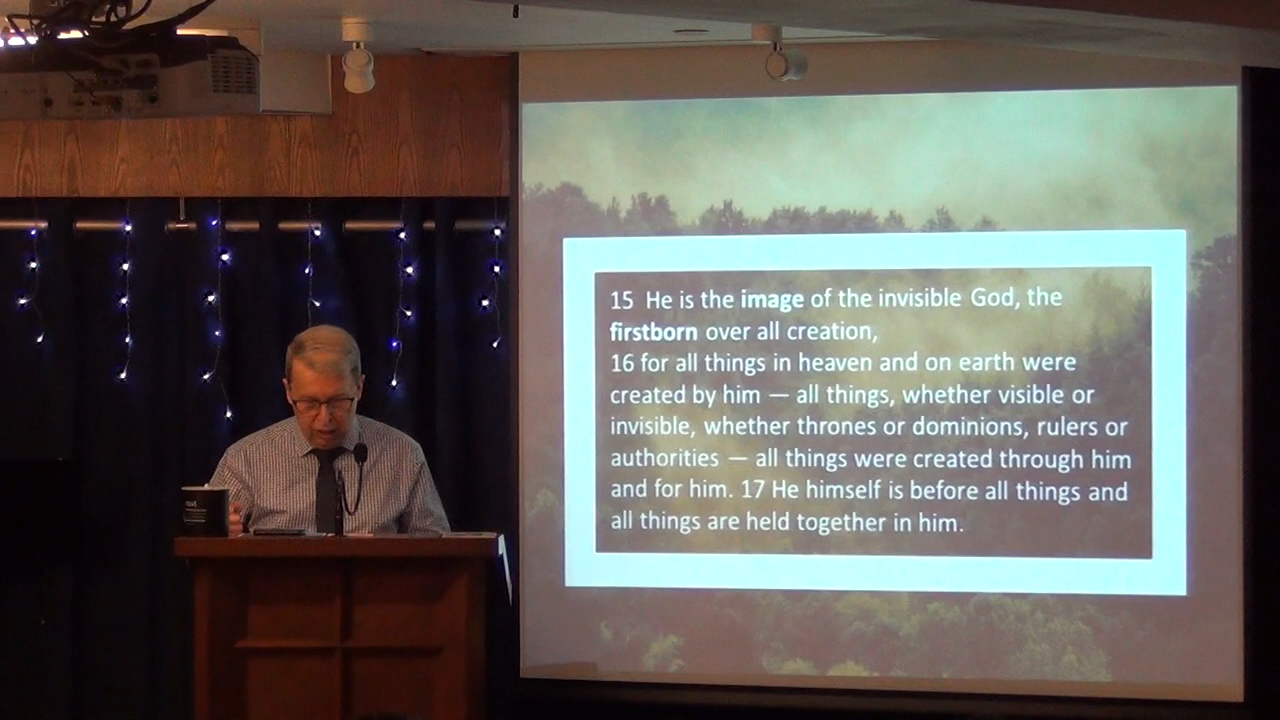 15 He is the image of the invisible God, the
firstborn over all creation,
16 for all things in heaven and on earth were
created by him — all things, whether visible or
invisible, whether thrones or dominions, rulers or
authorities — all things were created through him
and for him. 17 He himself is before all things and
all things are held together in him.